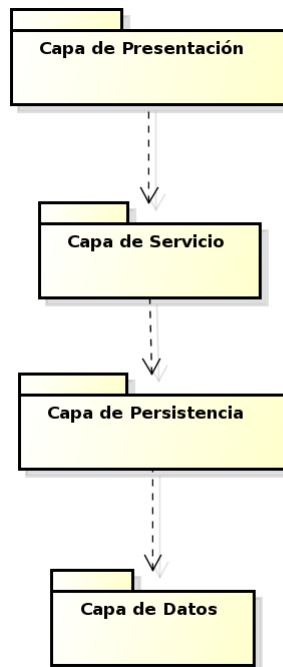 Capa de Presentación
Capa de Servicio
Capa de Persistencia
Capa de Datos